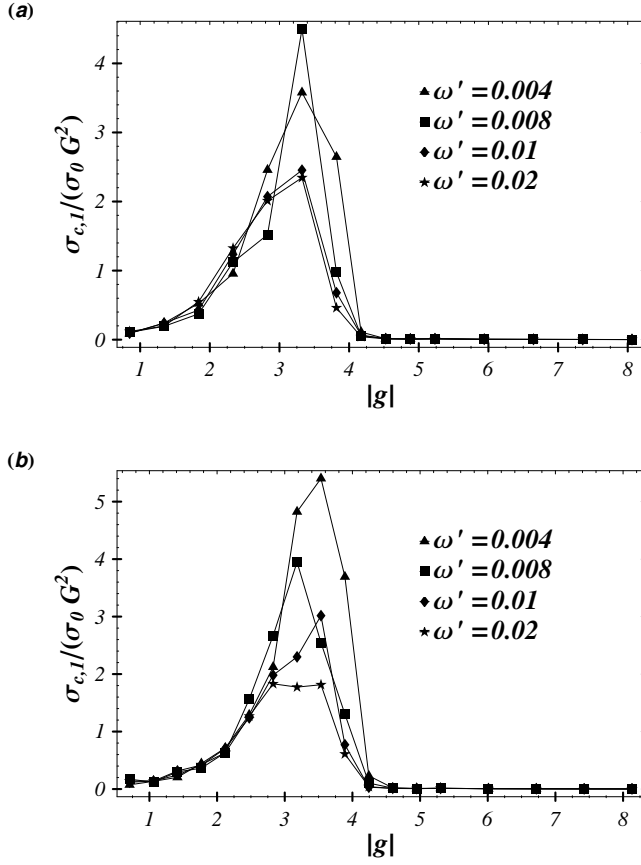 (a)
4
3
2
1
0
σc,1/(σ0 G²)
ω' = 0.004
ω' = 0.008
ω' = 0.01
ω' = 0.02
1 2 3 4 5 6 7 8
|g|
(b)
5
4
3
2
1
0
σc,1/(σ0 G²)
ω' = 0.004
ω' = 0.008
ω' = 0.01
ω' = 0.02
1 2 3 4 5 6 7 8
|g|